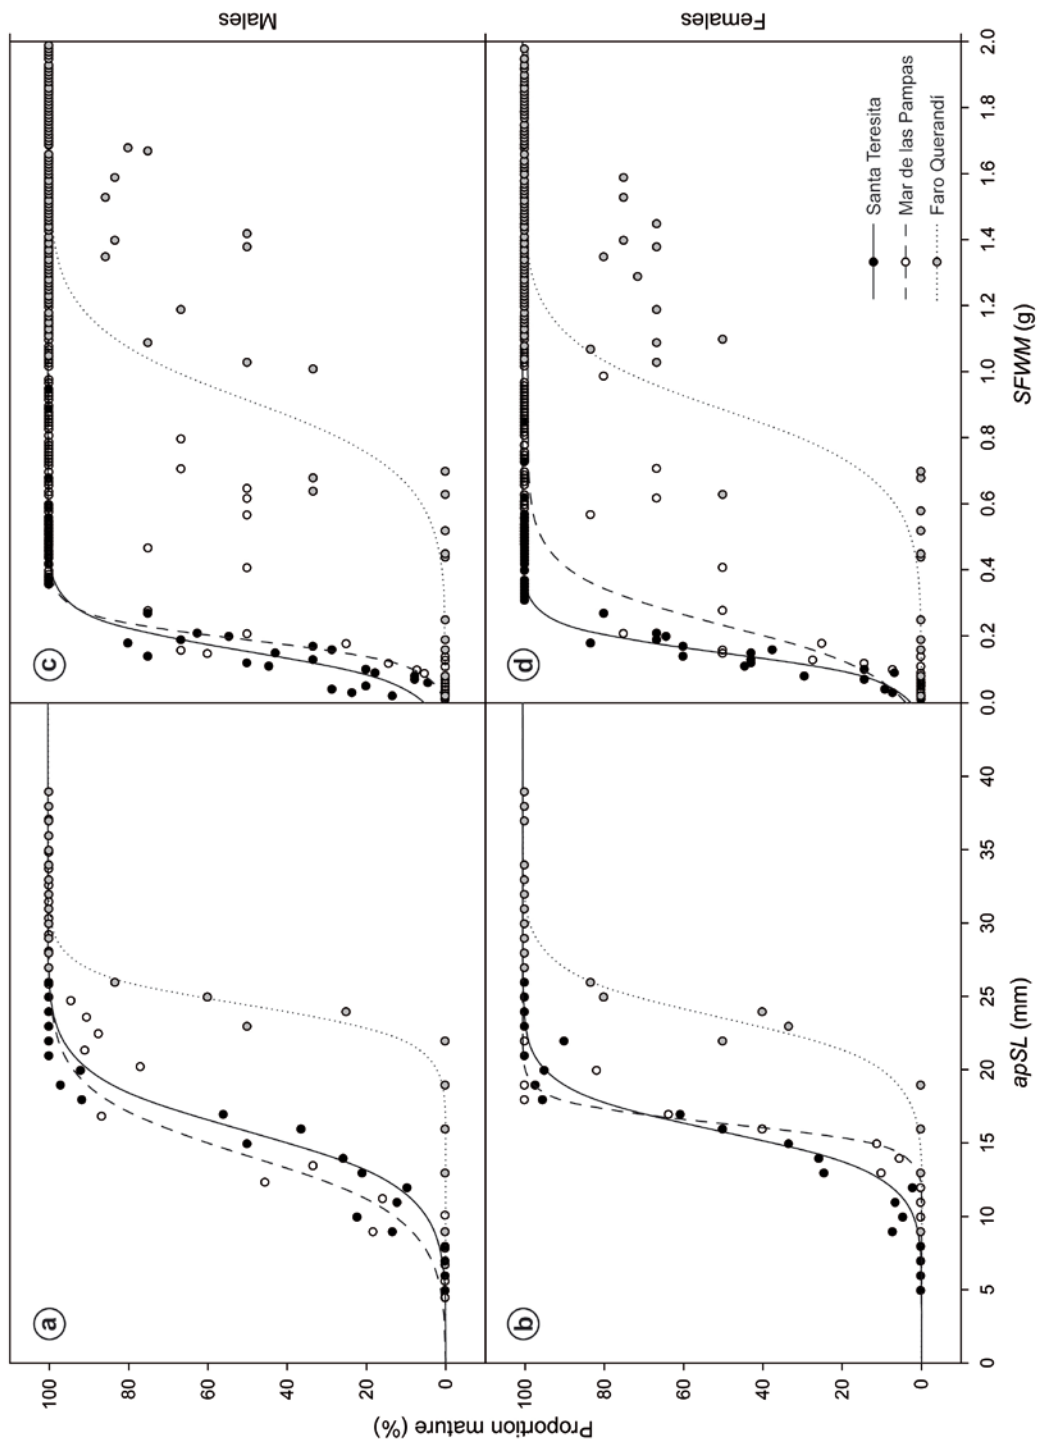 a
c
Males
100
80
60
40
20
0
Proportion mature (%)
b
d
Females
100
80
60
40
20
0
Santa Teresita
Mar de las Pampas
Faro Querandí
0 5 10 15 20 25 30 35 40
apSL (mm)
0.0 0.2 0.4 0.6 0.8 1.0 1.2 1.4 1.6 1.8 2.0
SFWM (g)